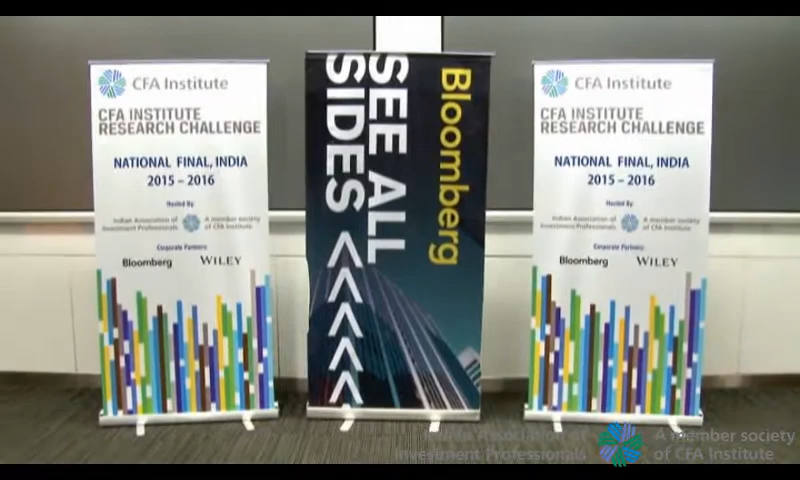 CFA Institute
CFA INSTITUTE
RESEARCH CHALLENGE
NATIONAL FINAL, INDIA
2015 – 2016
Hosted By
Indian Association of
Investment Professionals
A member society
of CFA Institute
Corporate Partners:
Bloomberg
WILEY
SEE ALL
SIDES <<<<<
Bloomberg
CFA Institute
CFA INSTITUTE
RESEARCH CHALLENGE
NATIONAL FINAL, INDIA
2015 – 2016
Hosted By
Indian Association of
Investment Professionals
A member society
of CFA Institute
Corporate Partners:
Bloomberg
WILEY
Indian Association of
Investment Professionals
A member society
of CFA Institute